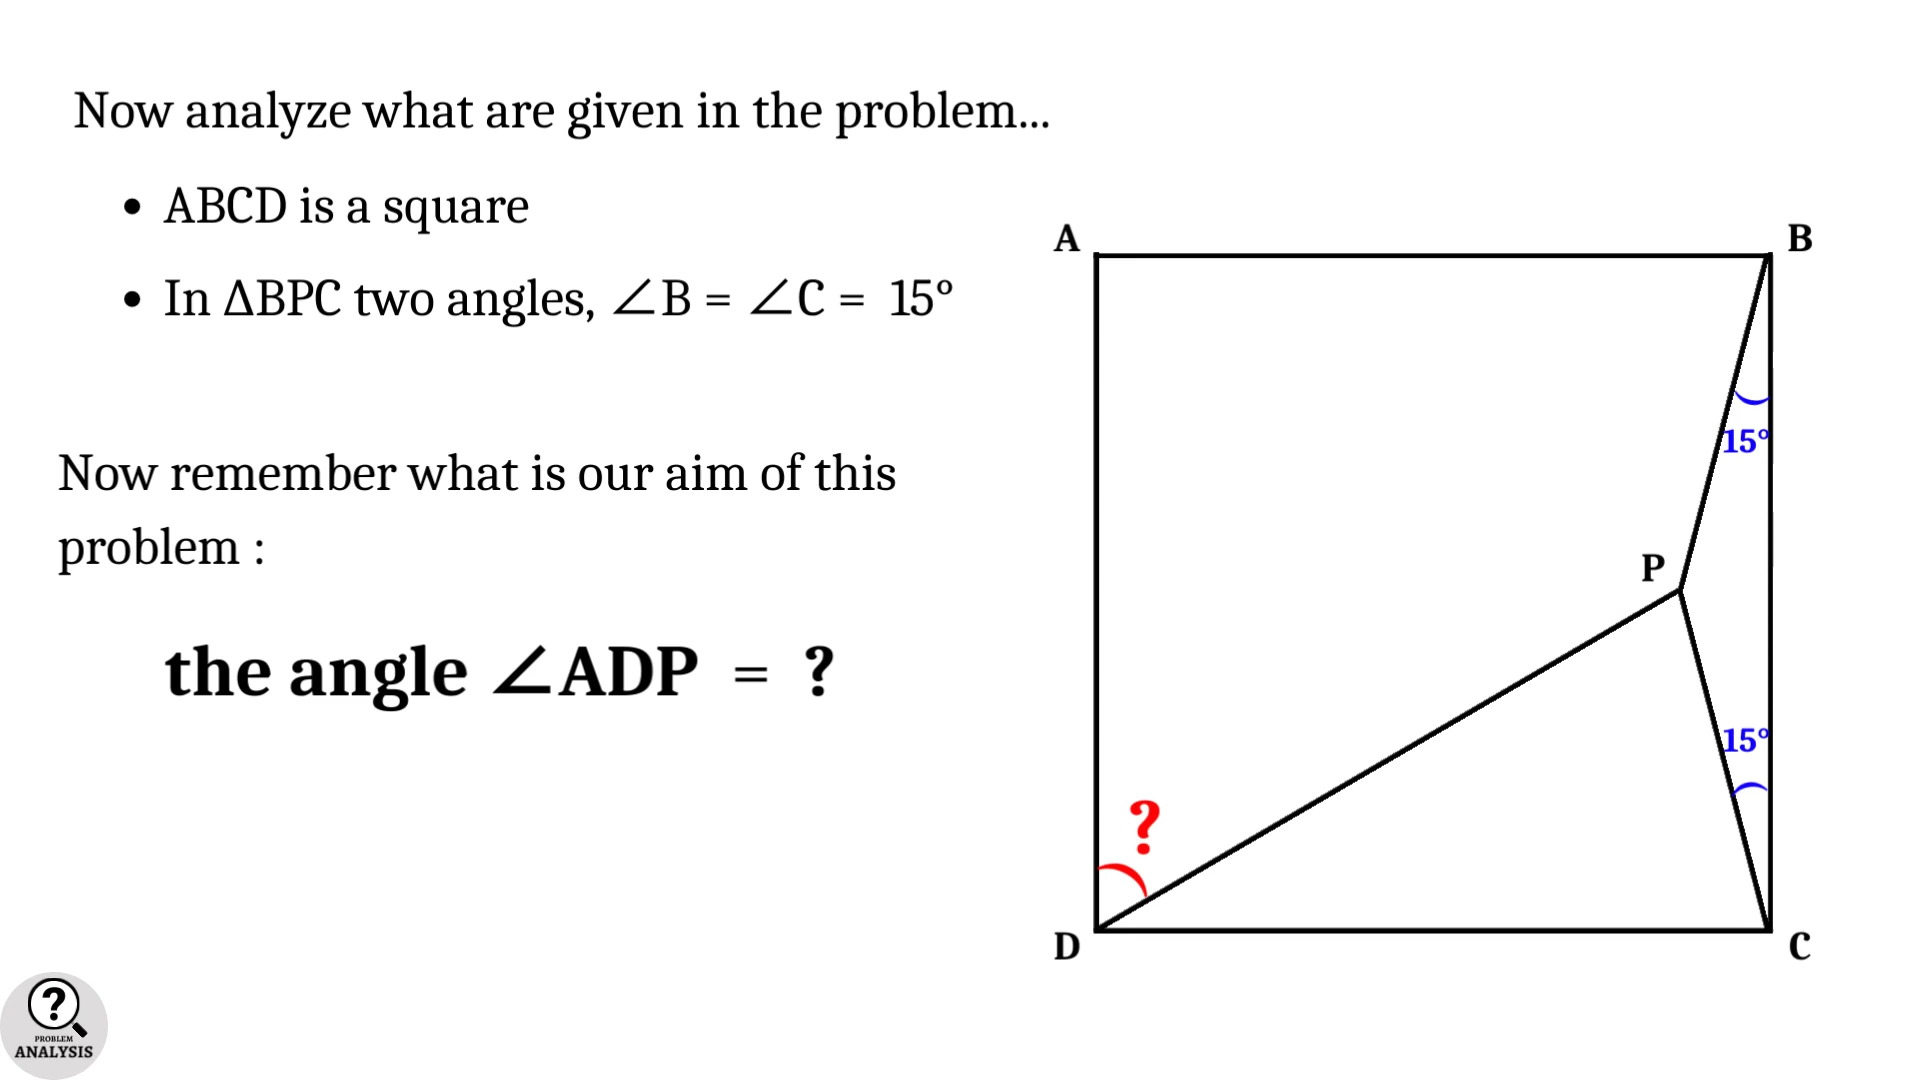 Now analyze what are given in the problem...
• ABCD is a square
• In ΔBPC two angles, ∠B = ∠C = 15°
Now remember what is our aim of this
problem :
the angle ∠ADP = ?
A
B
15°
P
15°
?
D
C
?
PROBLEM
ANALYSIS